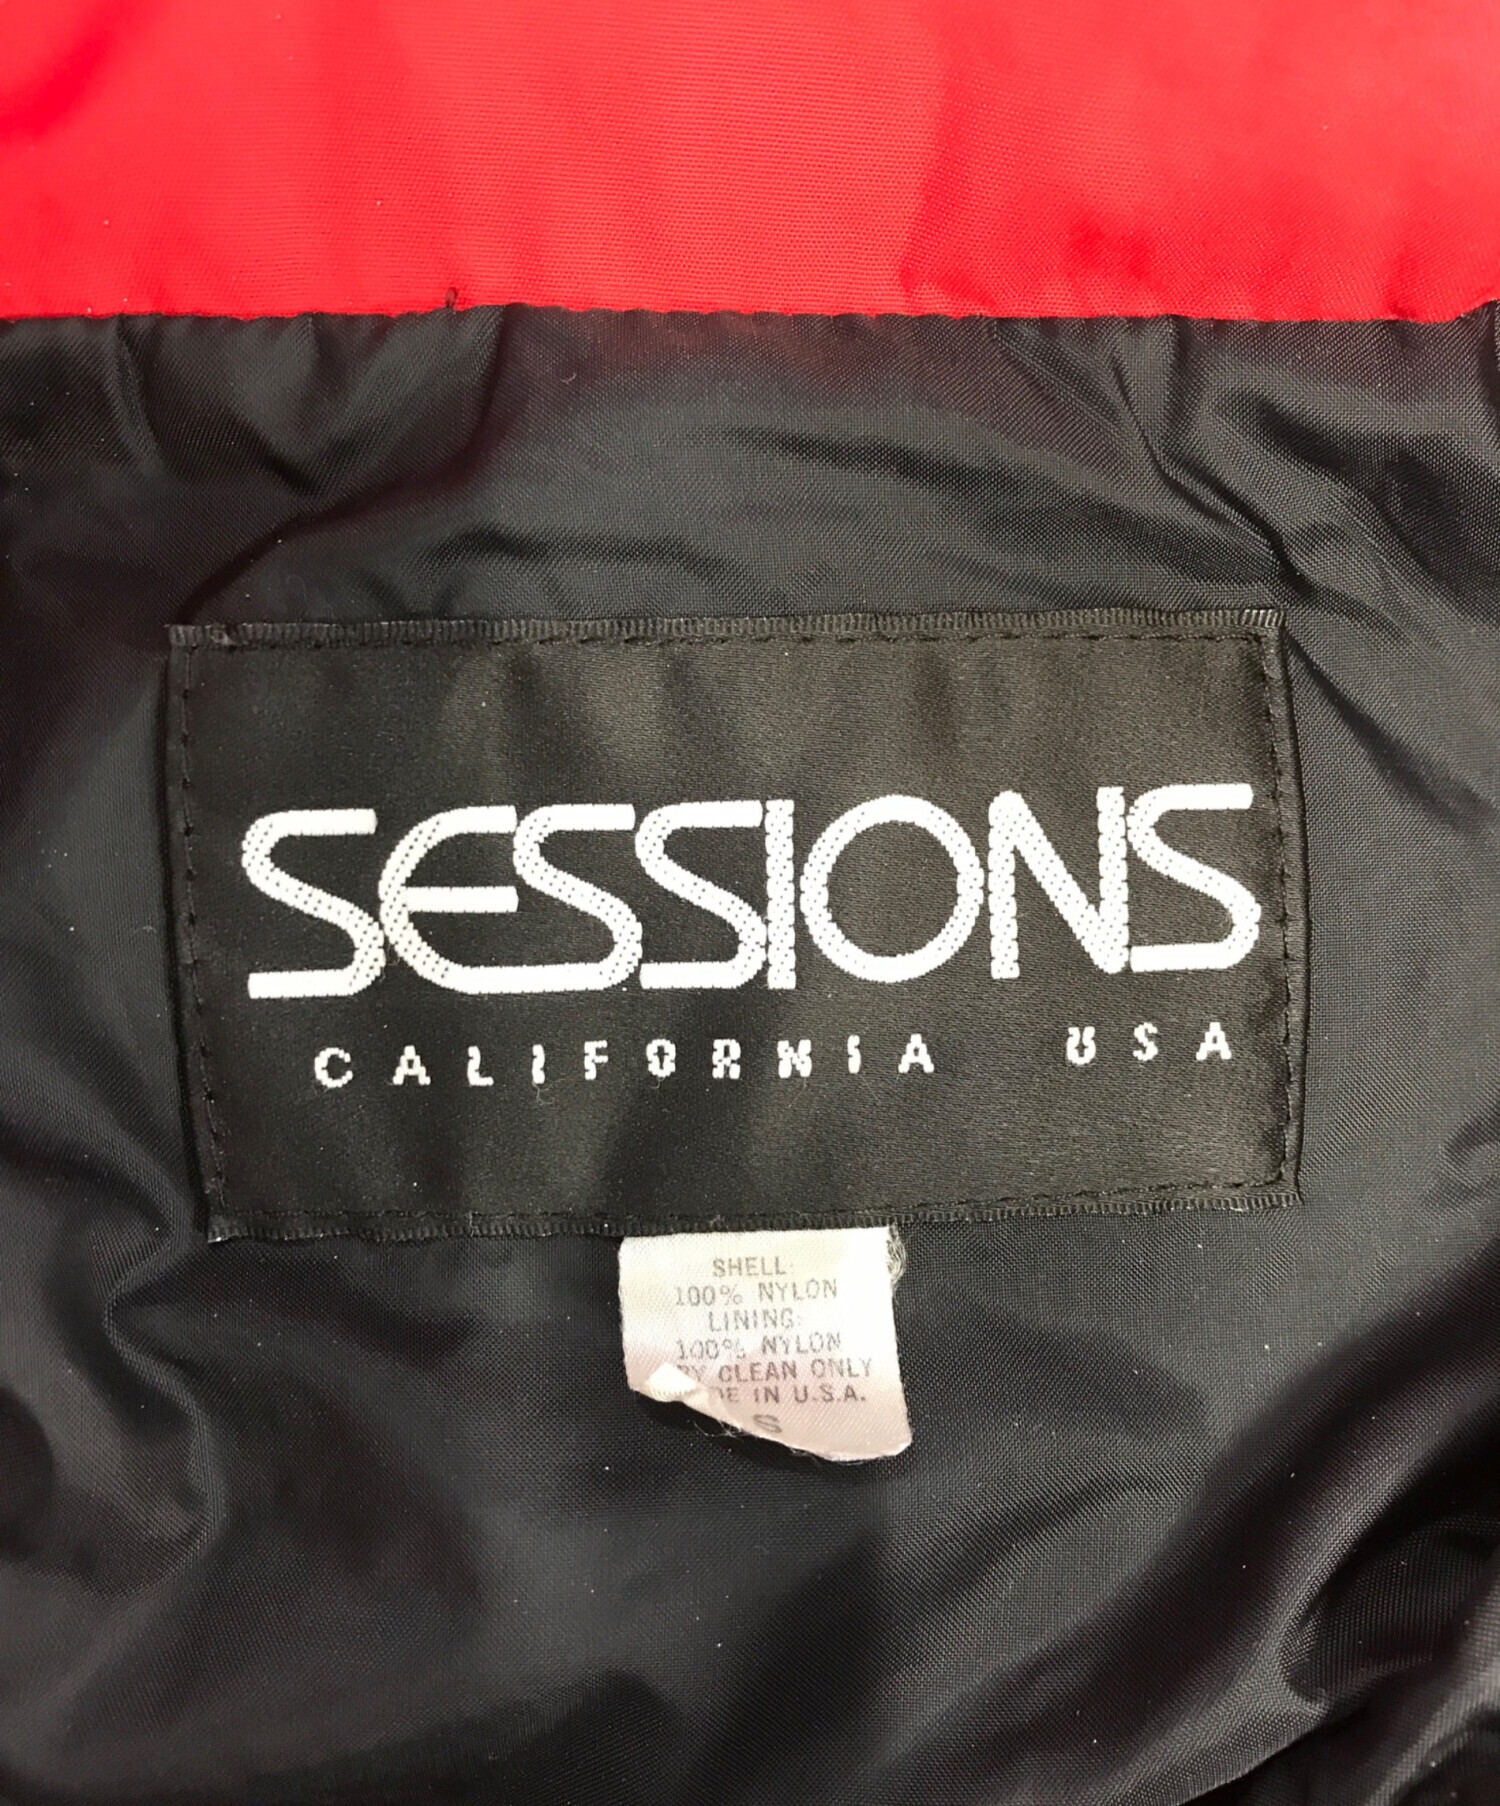 SESSIONS
CALIFORNIA USA
SHELL:
100% NYLON
LINING:
100% NYLON
CLEAN ONLY
IN U.S.A.
S